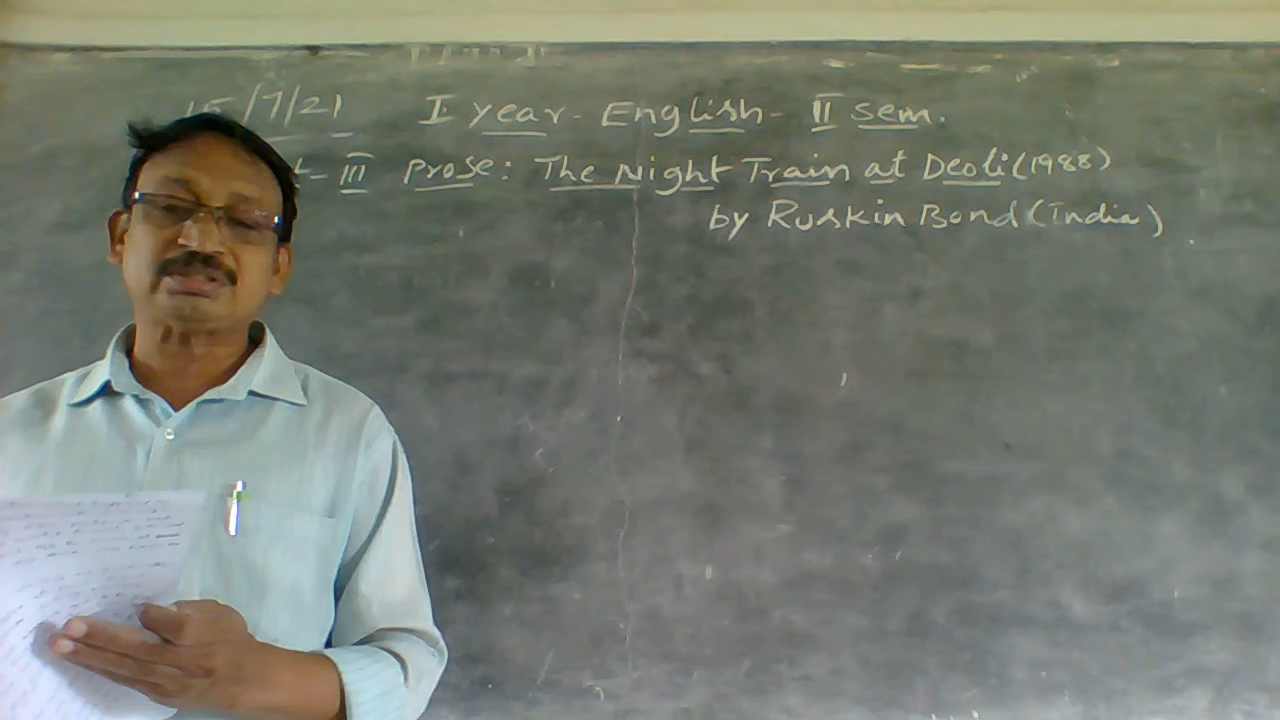 15/7/21 I year - English - II sem.
t - III Prose: The Night Train at Deoli (1988)
by Ruskin Bond (India)